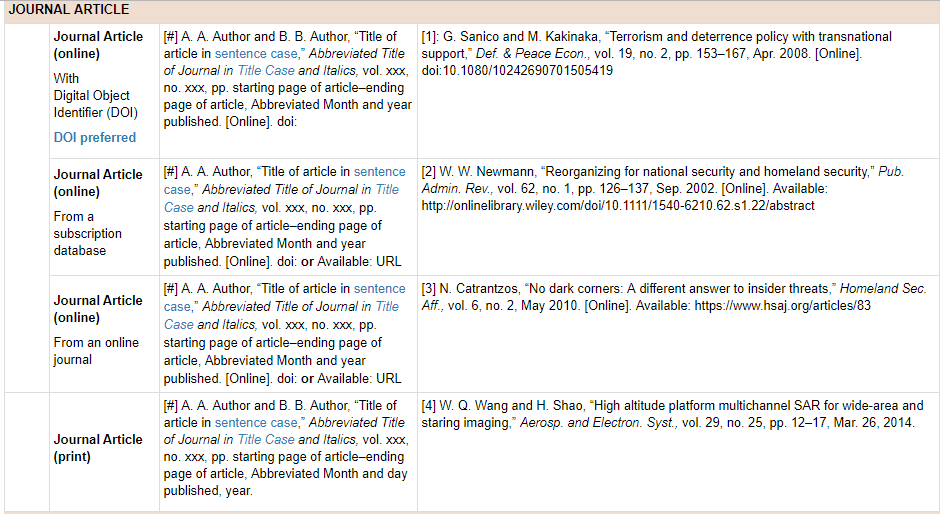 JOURNAL ARTICLE
Journal Article
(online)
With
Digital Object
Identifier (DOI)
DOI preferred
[#] A. A. Author and B. B. Author, “Title of
article in sentence case,” Abbreviated Title
of Journal in Title Case and Italics, vol. xxx,
no. xxx, pp. starting page of article–ending
page of article, Abbreviated Month and year
published. [Online]. doi:
[1]: G. Sanico and M. Kakinaka, “Terrorism and deterrence policy with transnational
support,” Def. & Peace Econ., vol. 19, no. 2, pp. 153–167, Apr. 2008. [Online].
doi:10.1080/10242690701505419
Journal Article
(online)
From a
subscription
database
[#] A. A. Author, “Title of article in sentence
case,” Abbreviated Title of Journal in Title
Case and Italics, vol. xxx, no. xxx, pp.
starting page of article–ending page of
article, Abbreviated Month and year
published. [Online]. doi: or Available: URL
[2] W. W. Newmann, “Reorganizing for national security and homeland security,” Pub.
Admin. Rev., vol. 62, no. 1, pp. 126–137, Sep. 2002. [Online]. Available:
http://onlinelibrary.wiley.com/doi/10.1111/1540-6210.62.s1.22/abstract
Journal Article
(online)
From an online
journal
[#] A. A. Author, “Title of article in sentence
case,” Abbreviated Title of Journal in Title
Case and Italics, vol. xxx, no. xxx, pp.
starting page of article–ending page of
article, Abbreviated Month and year
published. [Online]. doi: or Available: URL
[3] N. Catrantzos, “No dark corners: A different answer to insider threats,” Homeland Sec.
Aff., vol. 6, no. 2, May 2010. [Online]. Available: https://www.hsaj.org/articles/83
Journal Article
(print)
[#] A. A. Author and B. B. Author, “Title of
article in sentence case,” Abbreviated Title
of Journal in Title Case and Italics, vol. xxx,
no. xxx, pp. starting page of article–ending
page of article, Abbreviated Month and day
published, year.
[4] W. Q. Wang and H. Shao, “High altitude platform multichannel SAR for wide-area and
staring imaging,” Aerosp. and Electron. Syst., vol. 29, no. 25, pp. 12–17, Mar. 26, 2014.